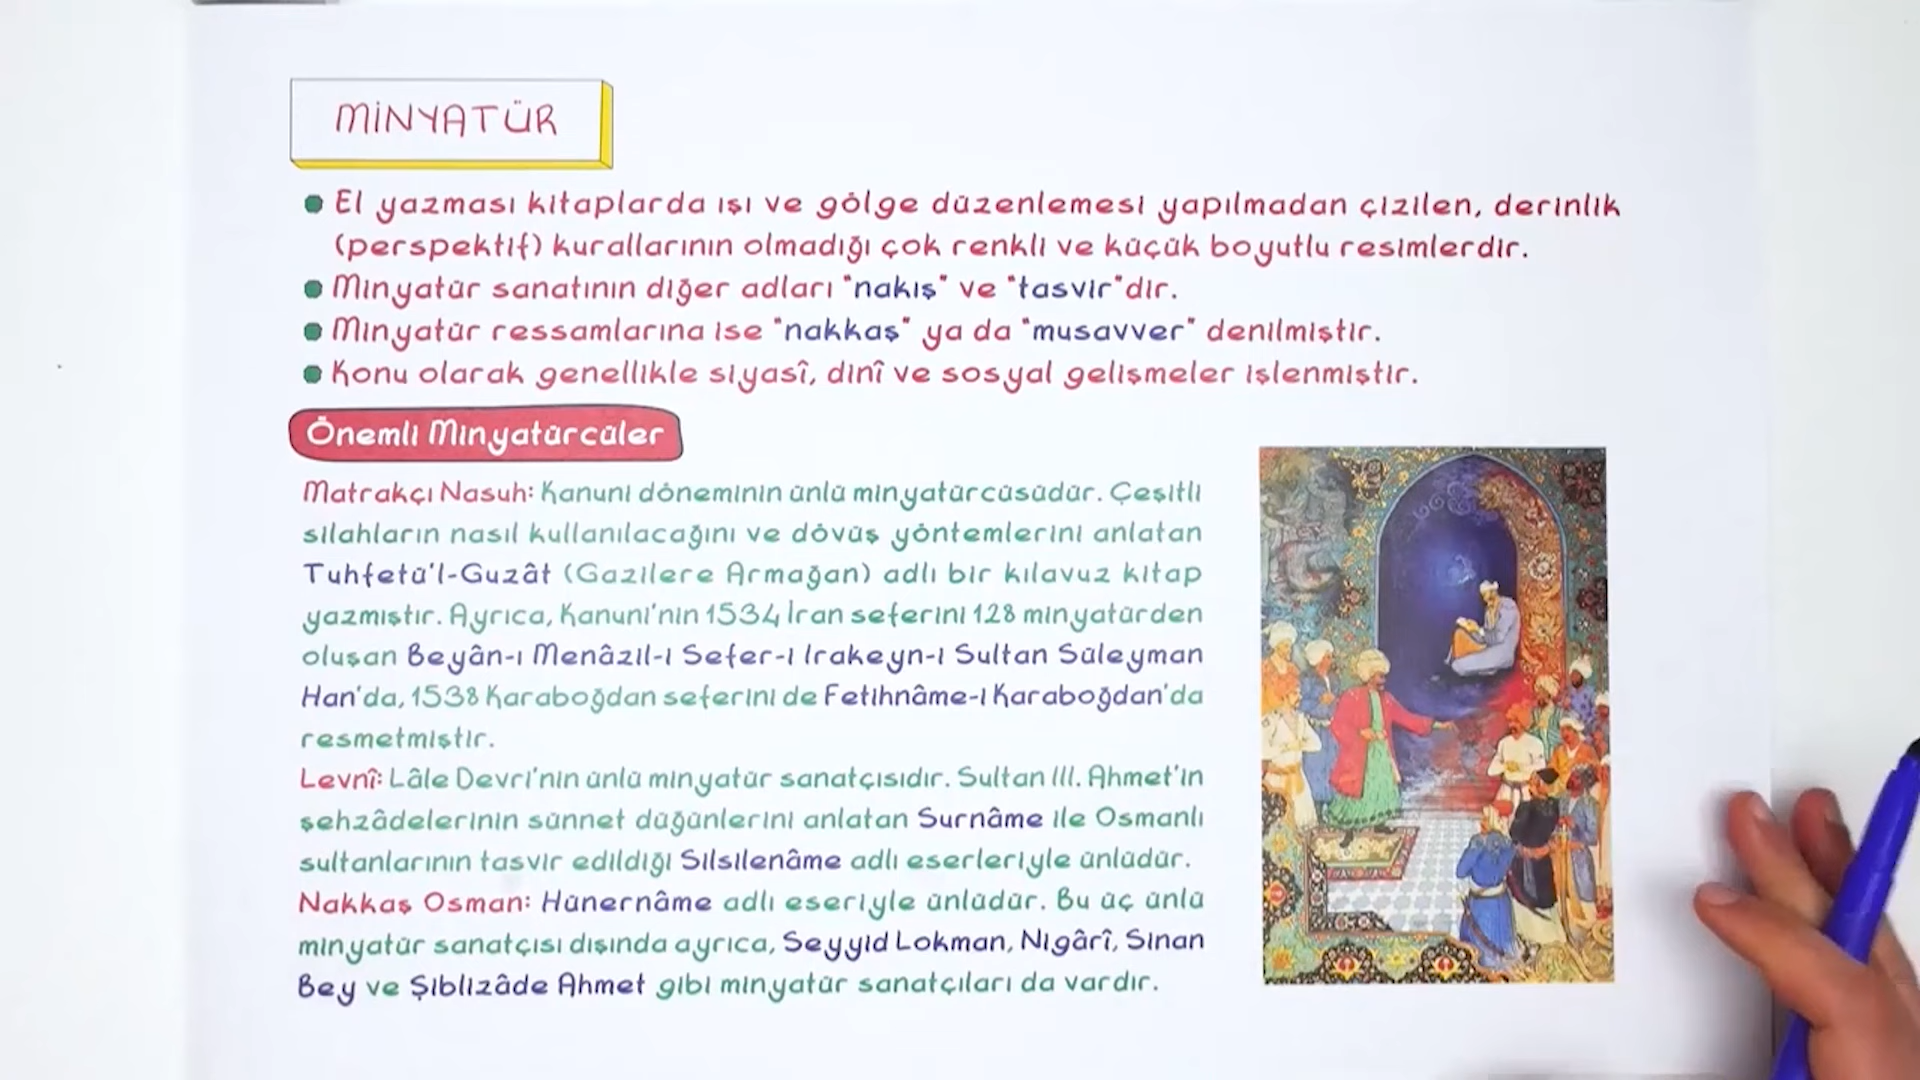 MİNYATÜR
El yazması kitaplarda ışı ve gölge düzenlemesi yapılmadan çizilen, derinlik
(perspektif) kurallarının olmadığı çok renkli ve küçük boyutlu resimlerdir.
Minyatür sanatının diğer adları "nakış" ve "tasvir"dir.
Minyatür ressamlarına ise "nakkaş" ya da "musavver" denilmiştir.
Konu olarak genellikle siyasî, dinî ve sosyal gelişmeler işlenmiştir.
Önemli Minyatürcüler
Matrakçı Nasuh: Kanuni döneminin ünlü minyatürcüsüdür. Çeşitli
silahların nasıl kullanılacağını ve dövüş yöntemlerini anlatan
Tuhfetü'l-Guzât (Gazilere Armağan) adlı bir kılavuz kitap
yazmıştır. Ayrıca, Kanuni'nin 1534 İran seferini 128 minyatürden
oluşan Beyân-ı Menâzil-i Sefer-i Irakeyn-i Sultan Süleyman
Han'da, 1538 Karaboğdan seferini de Fetihnâme-i Karaboğdan'da
resmetmiştir.
Levnî: Lâle Devri'nin ünlü minyatür sanatçısıdır. Sultan III. Ahmet'in
şehzâdelerinin sünnet düğünlerini anlatan Surnâme ile Osmanlı
sultanlarının tasvir edildiği Silsilenâme adlı eserleriyle ünlüdür.
Nakkaş Osman: Hünernâme adlı eseriyle ünlüdür. Bu üç ünlü
minyatür sanatçısı dışında ayrıca, Seyyid Lokman, Nigârî, Sinan
Bey ve Şiblizâde Ahmet gibi minyatür sanatçıları da vardır.